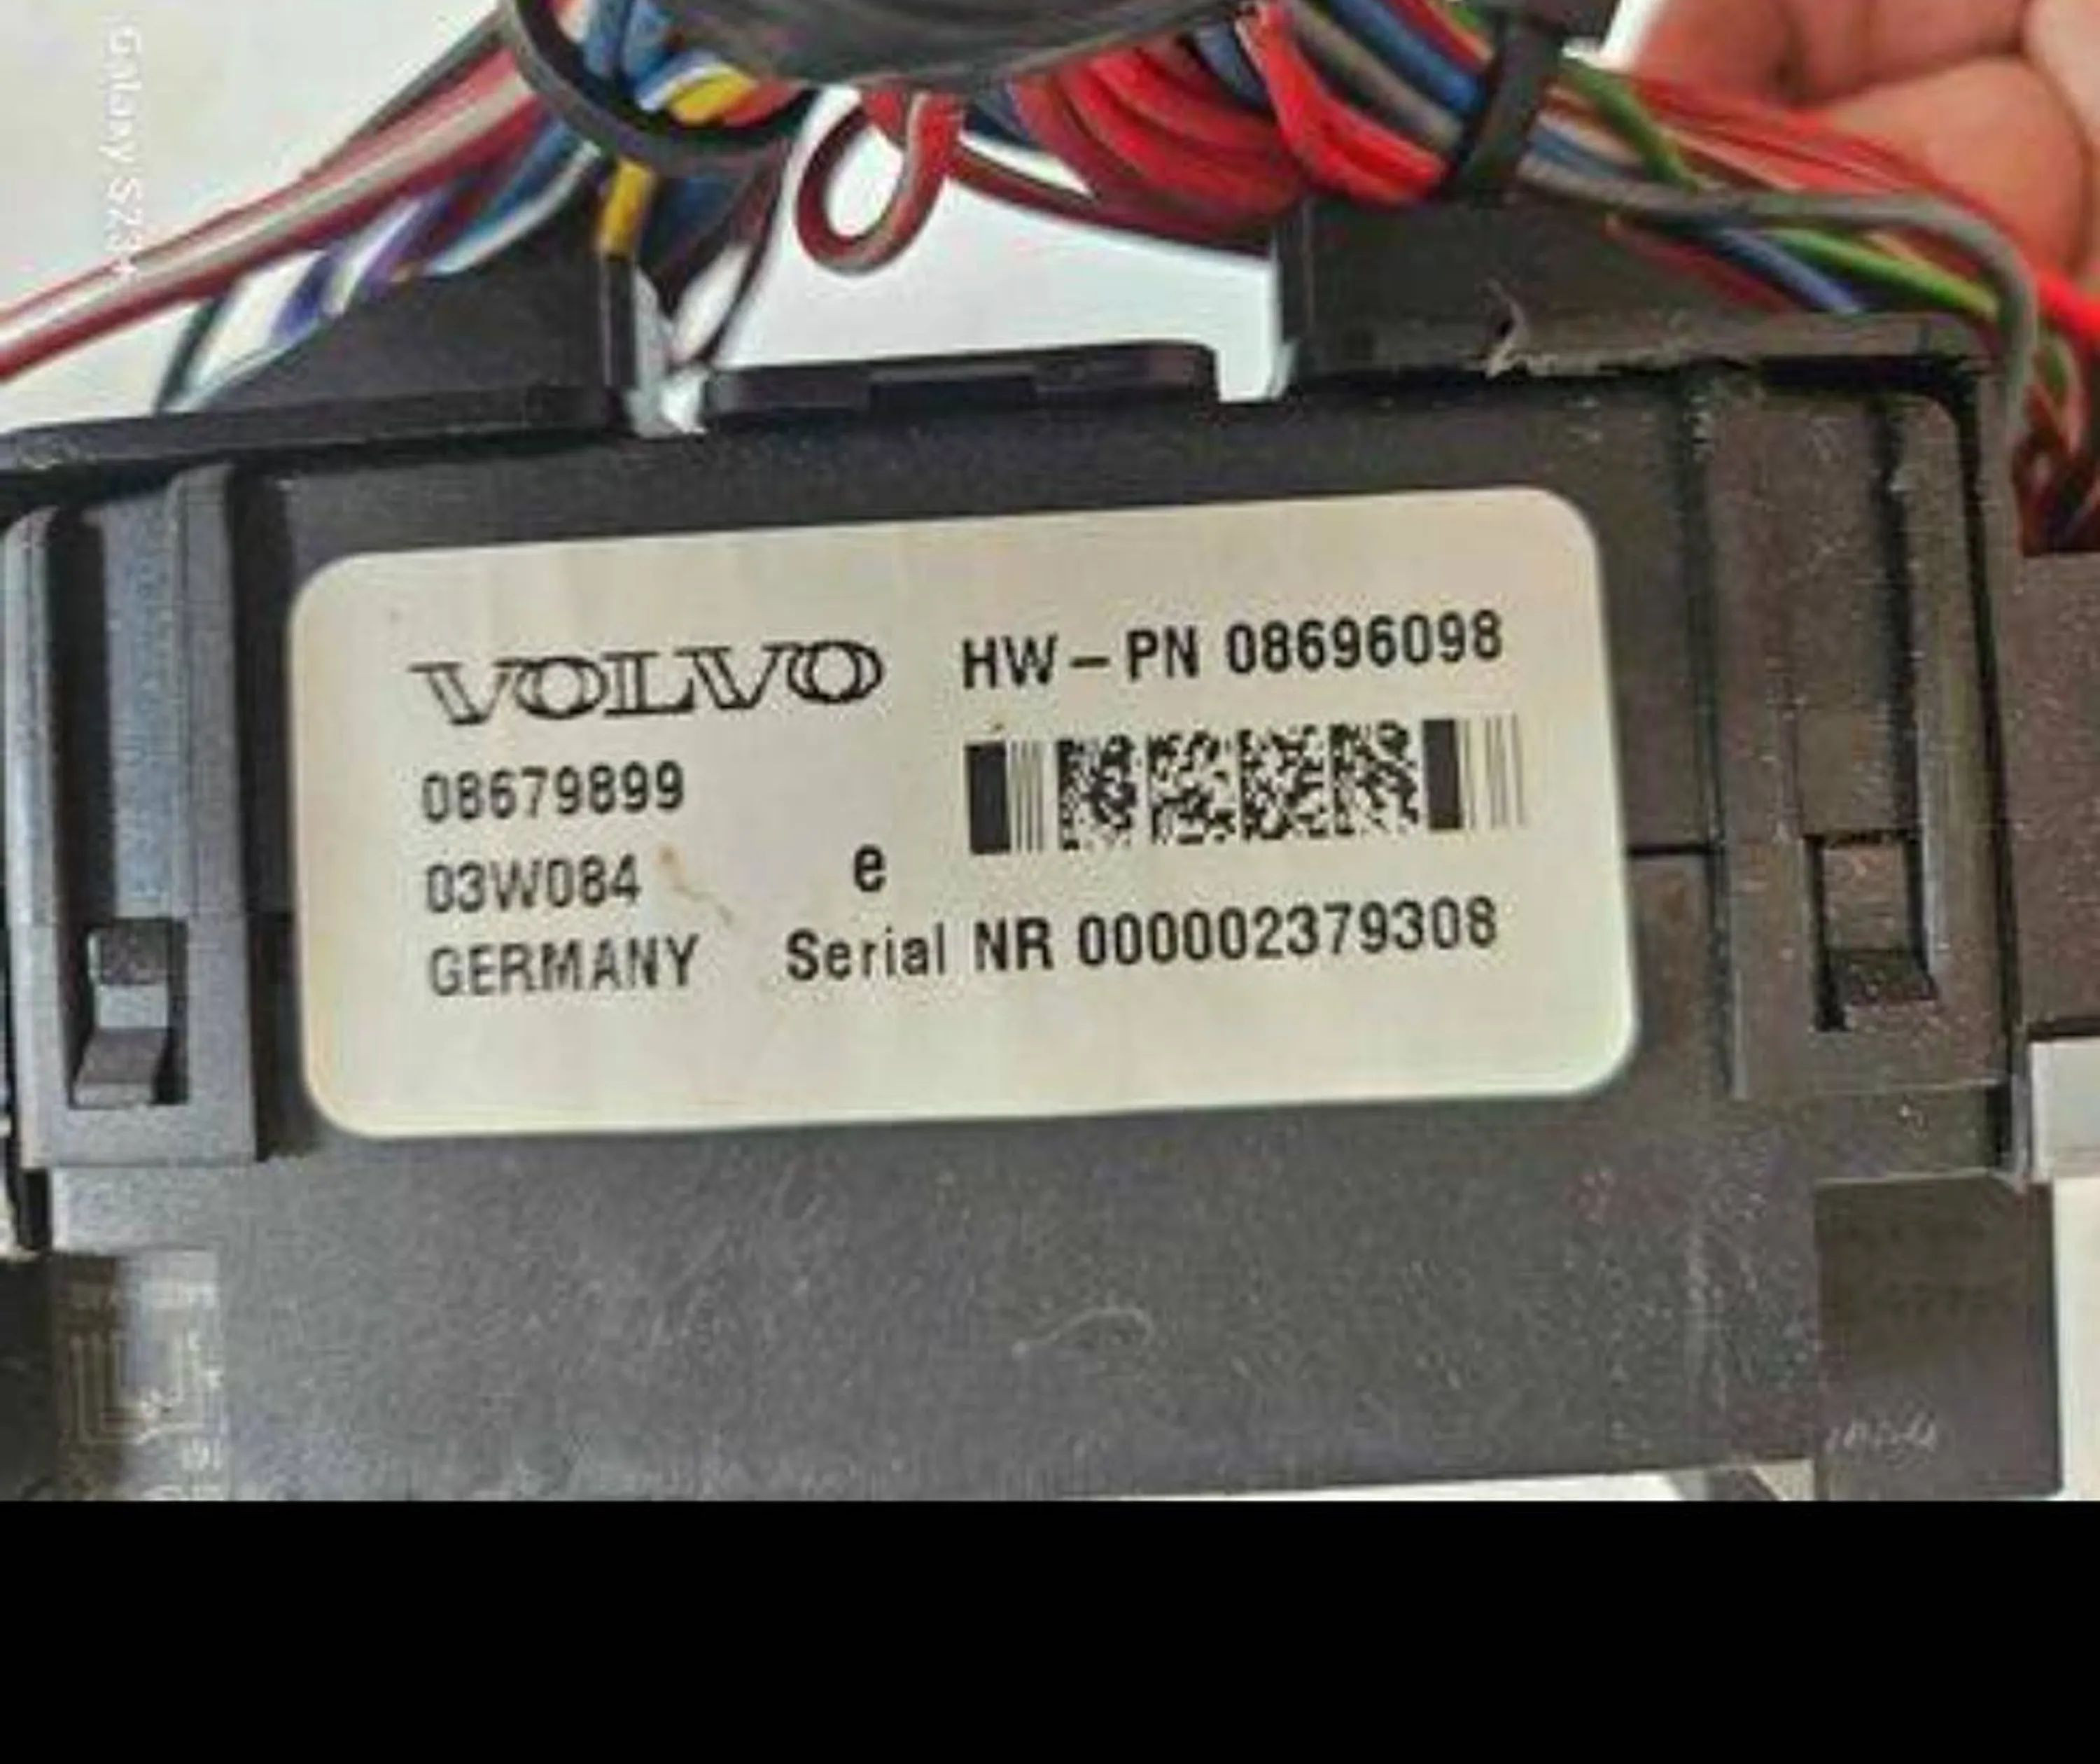 VOLVO
HW-PN 08696098
08679899
03W084
e
GERMANY
Serial NR 000002379308